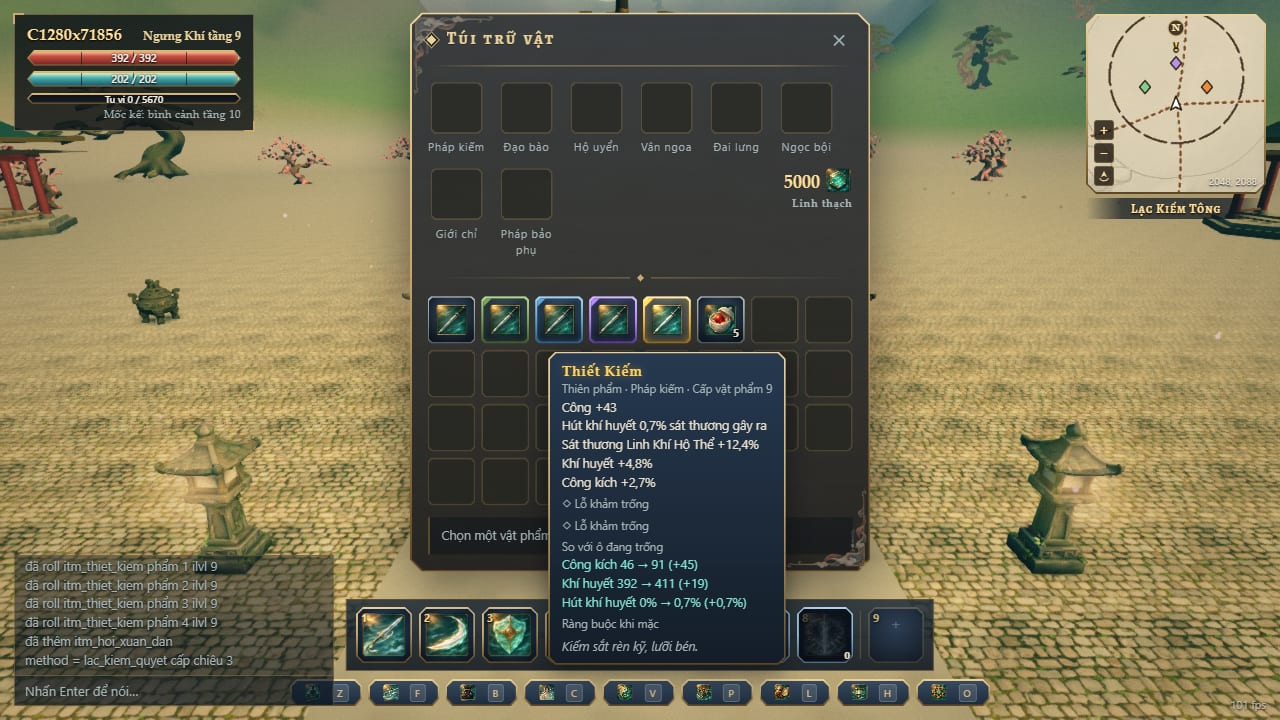 C1280x71856 Ngưng Khí tầng 9
392 / 392
202 / 202
Tu vi 0 / 5670
Mốc kế: bình cảnh tầng 10
Túi trữ vật
Pháp kiếm Đạo bào Hộ uyển Vân ngoa Đai lưng Ngọc bội
Giới chỉ Pháp bảo phụ
5000
Linh thạch
5
Thiết Kiếm
Thiên phẩm · Pháp kiếm · Cấp vật phẩm 9
Công +43
Hút khí huyết 0,7% sát thương gây ra
Sát thương Linh Khí Hộ Thể +12,4%
Khí huyết +4,8%
Công kích +2,7%
◇ Lỗ khảm trống
◇ Lỗ khảm trống
So với ô đang trống
Công kích 46 → 91 (+45)
Khí huyết 392 → 411 (+19)
Hút khí huyết 0% → 0,7% (+0,7%)
Ràng buộc khi mặc
Kiếm sắt rèn kỹ, lưỡi bén.
Chọn một vật phẩm
N
+
−
2048, 2088
Lạc Kiếm Tông
đã roll itm_thiet_kiem phẩm 1 ilvl 9
đã roll itm_thiet_kiem phẩm 2 ilvl 9
đã roll itm_thiet_kiem phẩm 3 ilvl 9
đã roll itm_thiet_kiem phẩm 4 ilvl 9
đã thêm itm_hoi_xuan_dan
method = lac_kiem_quyet cấp chiêu 3
Nhấn Enter để nói...
1 2 3 8 0 9 +
Z F B C V P L H O
101 fps